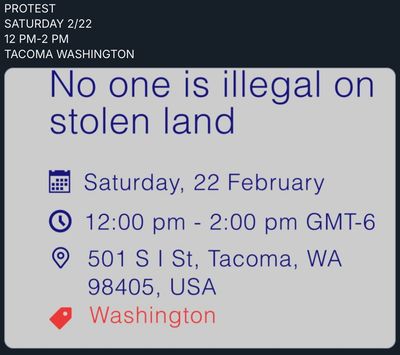 PROTEST
SATURDAY 2/22
12 PM-2 PM
TACOMA WASHINGTON
No one is illegal on
stolen land
Saturday, 22 February
12:00 pm - 2:00 pm GMT-6
501 S I St, Tacoma, WA
98405, USA
Washington